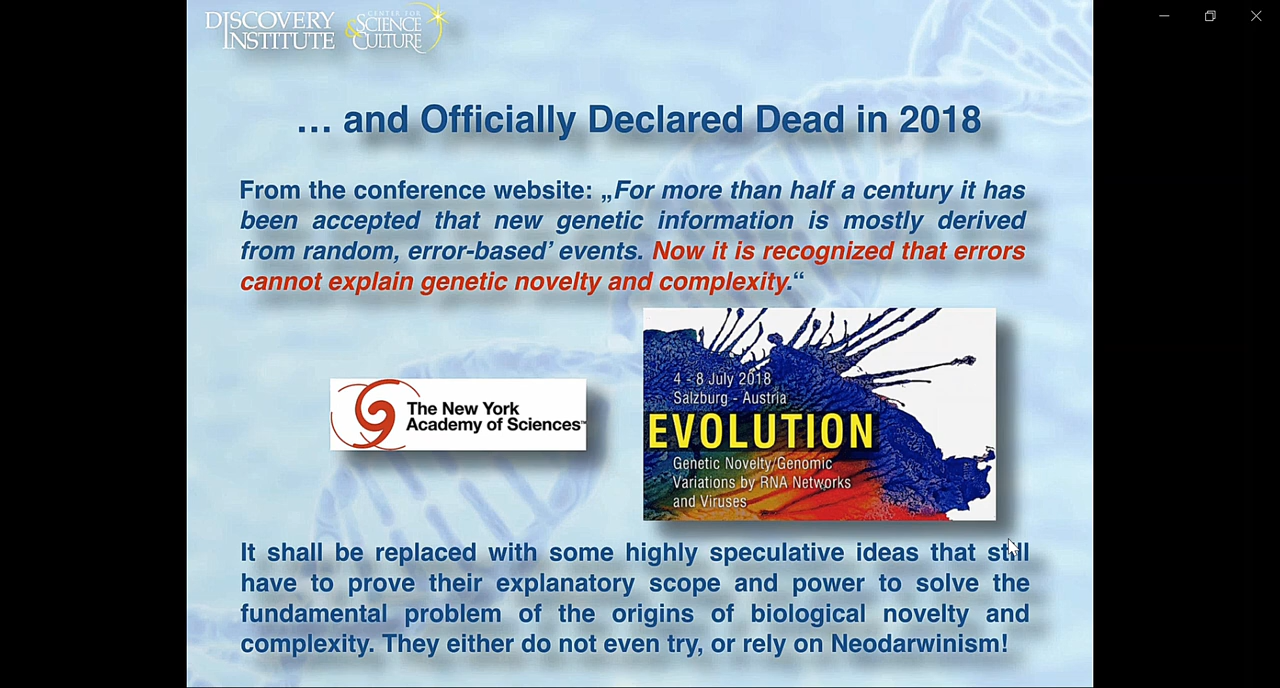 DISCOVERY
INSTITUTE
CENTER FOR
SCIENCE
& CULTURE
… and Officially Declared Dead in 2018
From the conference website: „For more than half a century it has
been accepted that new genetic information is mostly derived
from random‚ error-based’ events. Now it is recognized that errors
cannot explain genetic novelty and complexity.“
The New York
Academy of Sciences™
4 - 8 July 2018
Salzburg - Austria
EVOLUTION
Genetic Novelty/Genomic
Variations by RNA Networks
and Viruses
It shall be replaced with some highly speculative ideas that still
have to prove their explanatory scope and power to solve the
fundamental problem of the origins of biological novelty and
complexity. They either do not even try, or rely on Neodarwinism!